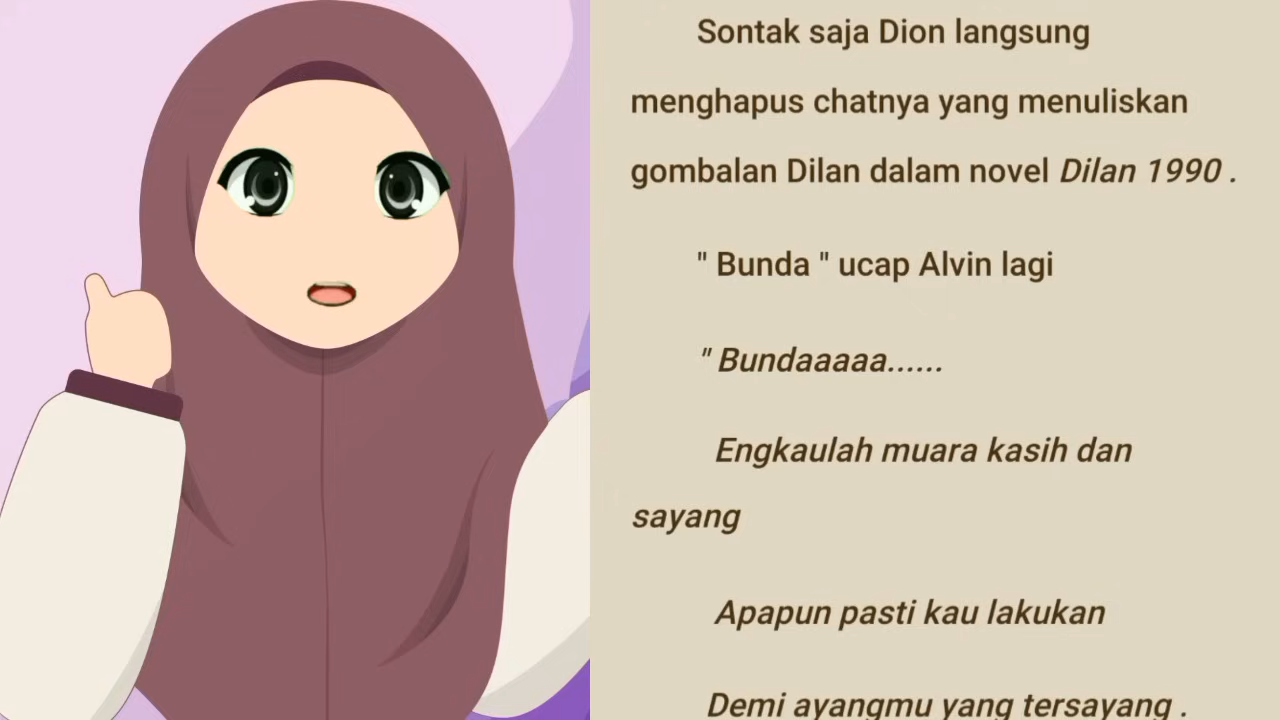 Sontak saja Dion langsung
menghapus chatnya yang menuliskan
gombalan Dilan dalam novel Dilan 1990 .
" Bunda " ucap Alvin lagi
" Bundaaaaa......
Engkaulah muara kasih dan
sayang
Apapun pasti kau lakukan
Demi ayangmu yang tersayang .